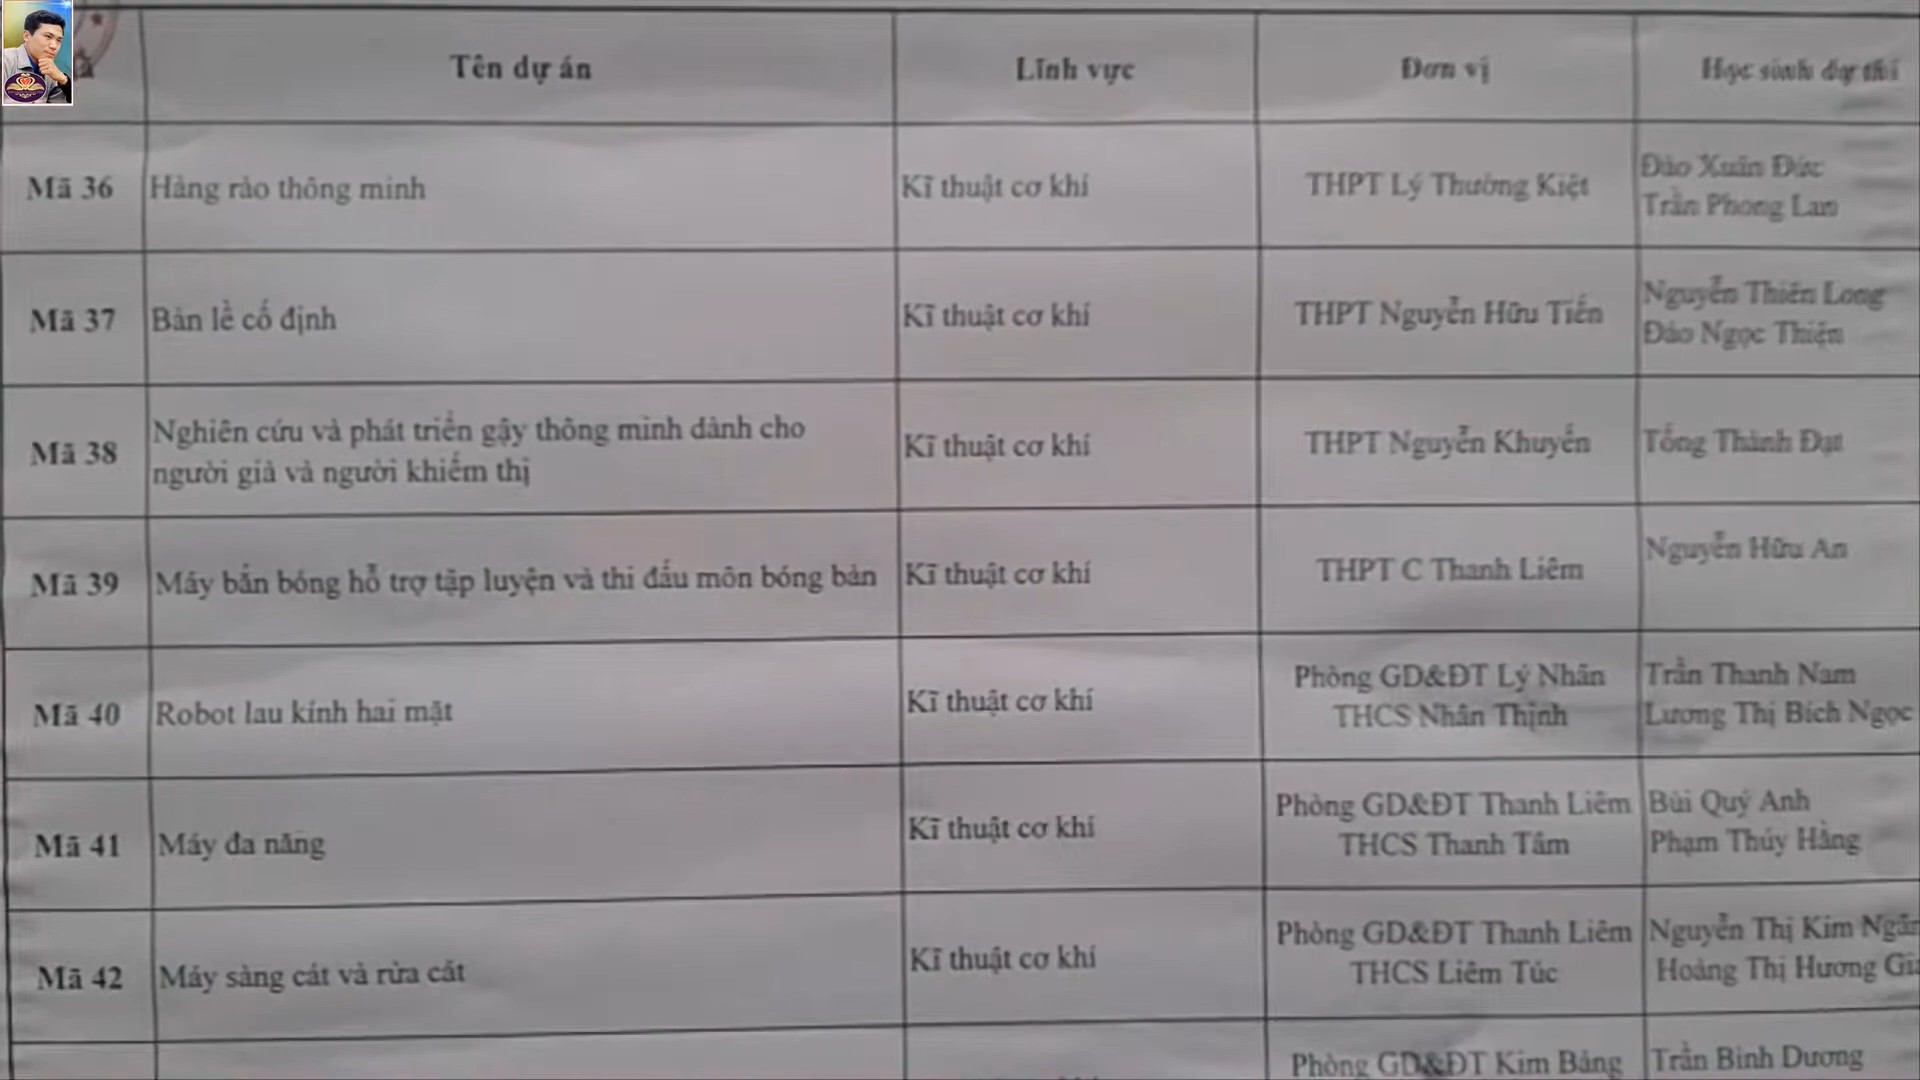 Tên dự án
Lĩnh vực
Đơn vị
Học sinh dự thi
Mã 36
Hàng rào thông minh
Kĩ thuật cơ khí
THPT Lý Thường Kiệt
Đào Xuân Đức
Trần Phong Lan
Mã 37
Bản lề cố định
Kĩ thuật cơ khí
THPT Nguyễn Hữu Tiến
Nguyễn Thiên Long
Đào Ngọc Thiện
Mã 38
Nghiên cứu và phát triển gậy thông minh dành cho
người già và người khiếm thị
Kĩ thuật cơ khí
THPT Nguyễn Khuyến
Tống Thành Đạt
Mã 39
Máy bắn bóng hỗ trợ tập luyện và thi đấu môn bóng bàn
Kĩ thuật cơ khí
THPT C Thanh Liêm
Nguyễn Hữu An
Mã 40
Robot lau kính hai mặt
Kĩ thuật cơ khí
Phòng GD&ĐT Lý Nhân
THCS Nhân Thịnh
Trần Thanh Nam
Lương Thị Bích Ngọc
Mã 41
Máy đa năng
Kĩ thuật cơ khí
Phòng GD&ĐT Thanh Liêm
THCS Thanh Tâm
Bùi Quý Anh
Phạm Thúy Hằng
Mã 42
Máy sàng cát và rửa cát
Kĩ thuật cơ khí
Phòng GD&ĐT Thanh Liêm
THCS Liêm Túc
Nguyễn Thị Kim Ngân
Hoàng Thị Hương
Phòng GD&ĐT Kim Bảng
Trần Bình Dương